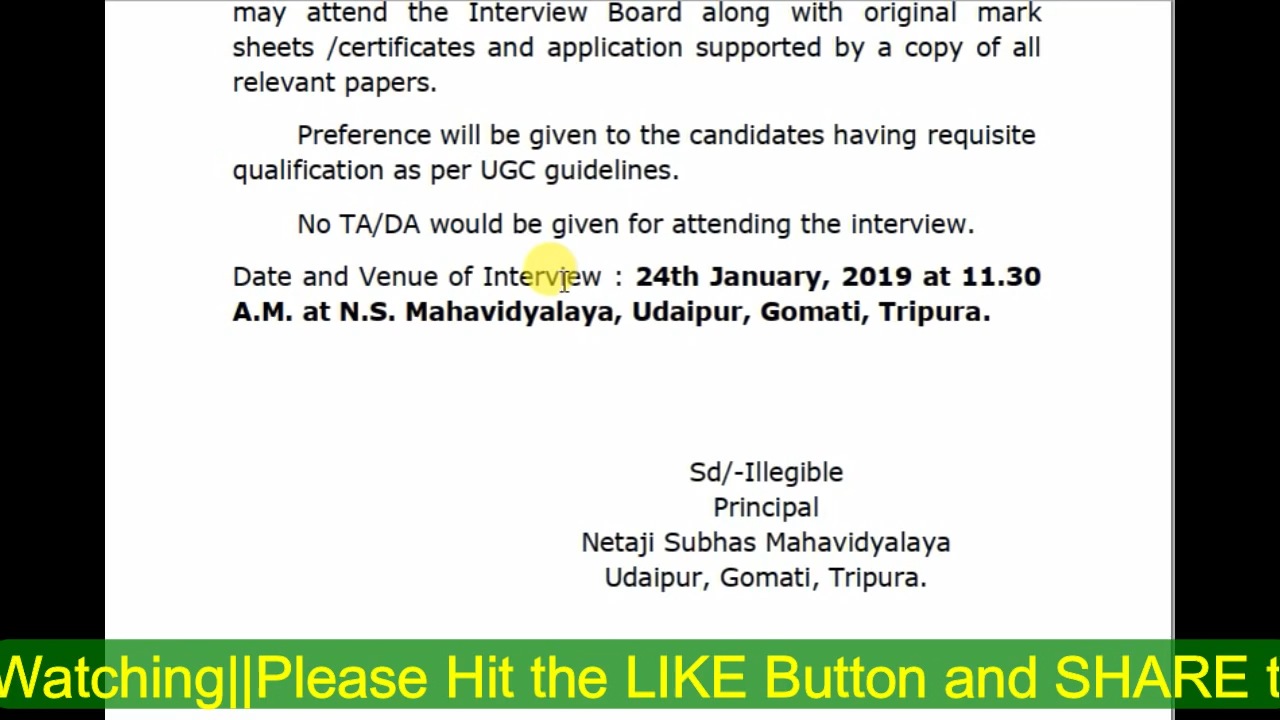 may attend the Interview Board along with original mark
sheets /certificates and application supported by a copy of all
relevant papers.
Preference will be given to the candidates having requisite
qualification as per UGC guidelines.
No TA/DA would be given for attending the interview.
Date and Venue of Interview : 24th January, 2019 at 11.30
A.M. at N.S. Mahavidyalaya, Udaipur, Gomati, Tripura.
Sd/-Illegible
Principal
Netaji Subhas Mahavidyalaya
Udaipur, Gomati, Tripura.
Watching||Please Hit the LIKE Button and SHARE t